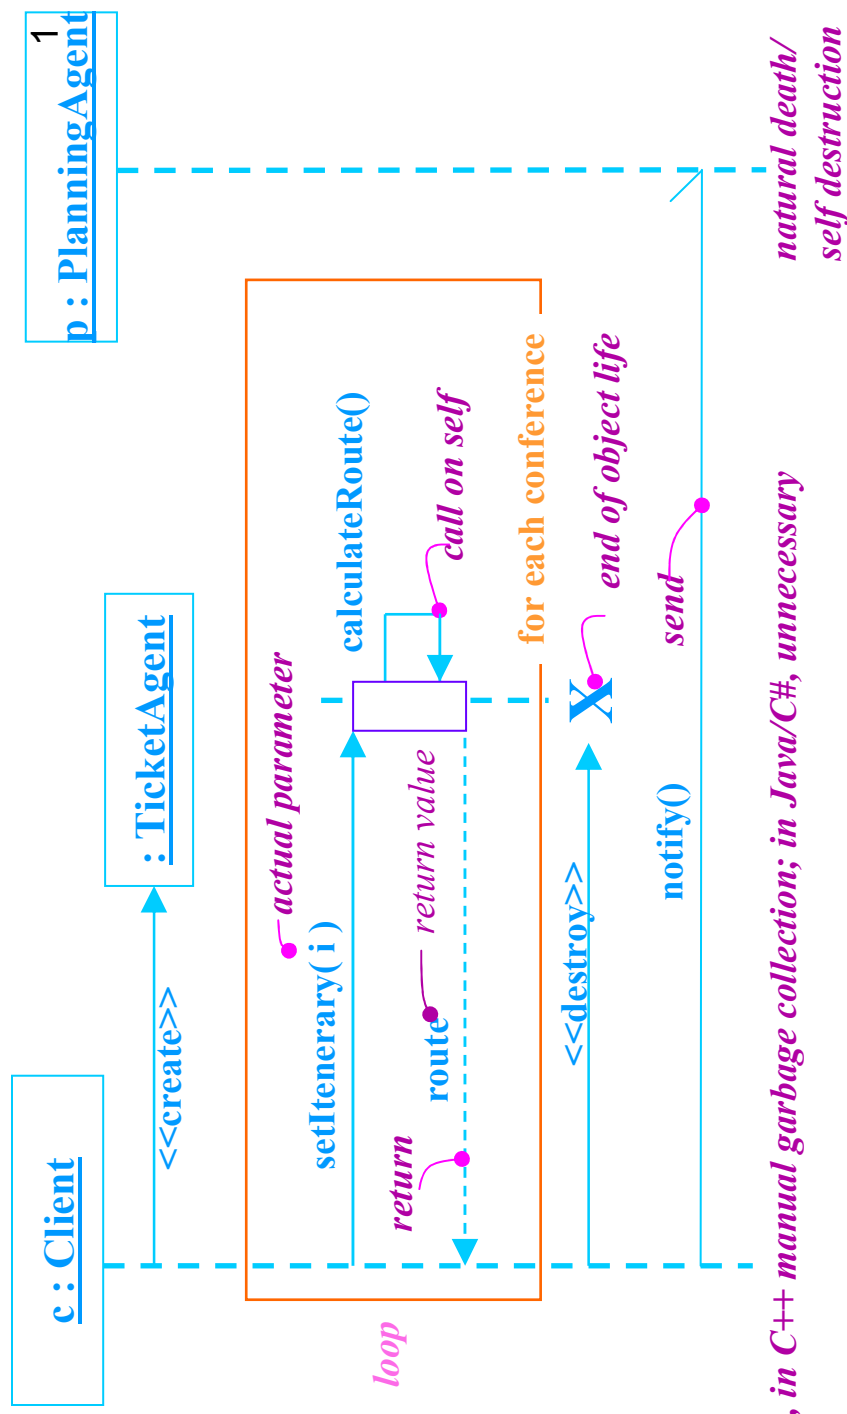 1
c : Client
: TicketAgent
p : PlanningAgent
<<create>>
actual parameter
setItenerary( i )
calculateRoute()
return value
call on self
route
return
loop
for each conference
<<destroy>>
X
end of object life
notify()
send
natural death/
self destruction
, in C++ manual garbage collection; in Java/C#, unnecessary